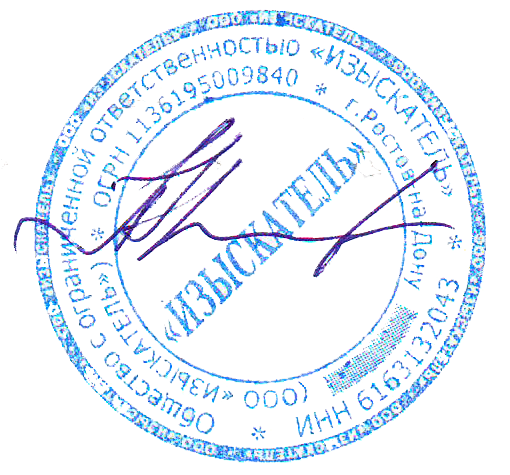 Общество с ограниченной ответственностью «ИЗЫСКАТЕЛЬ» *
ИНН 6163132043 *
(ООО «ИЗЫСКАТЕЛЬ») * ОГРН 1136195009840 * г.Ростов на Дону
«ИЗЫСКАТЕЛЬ»